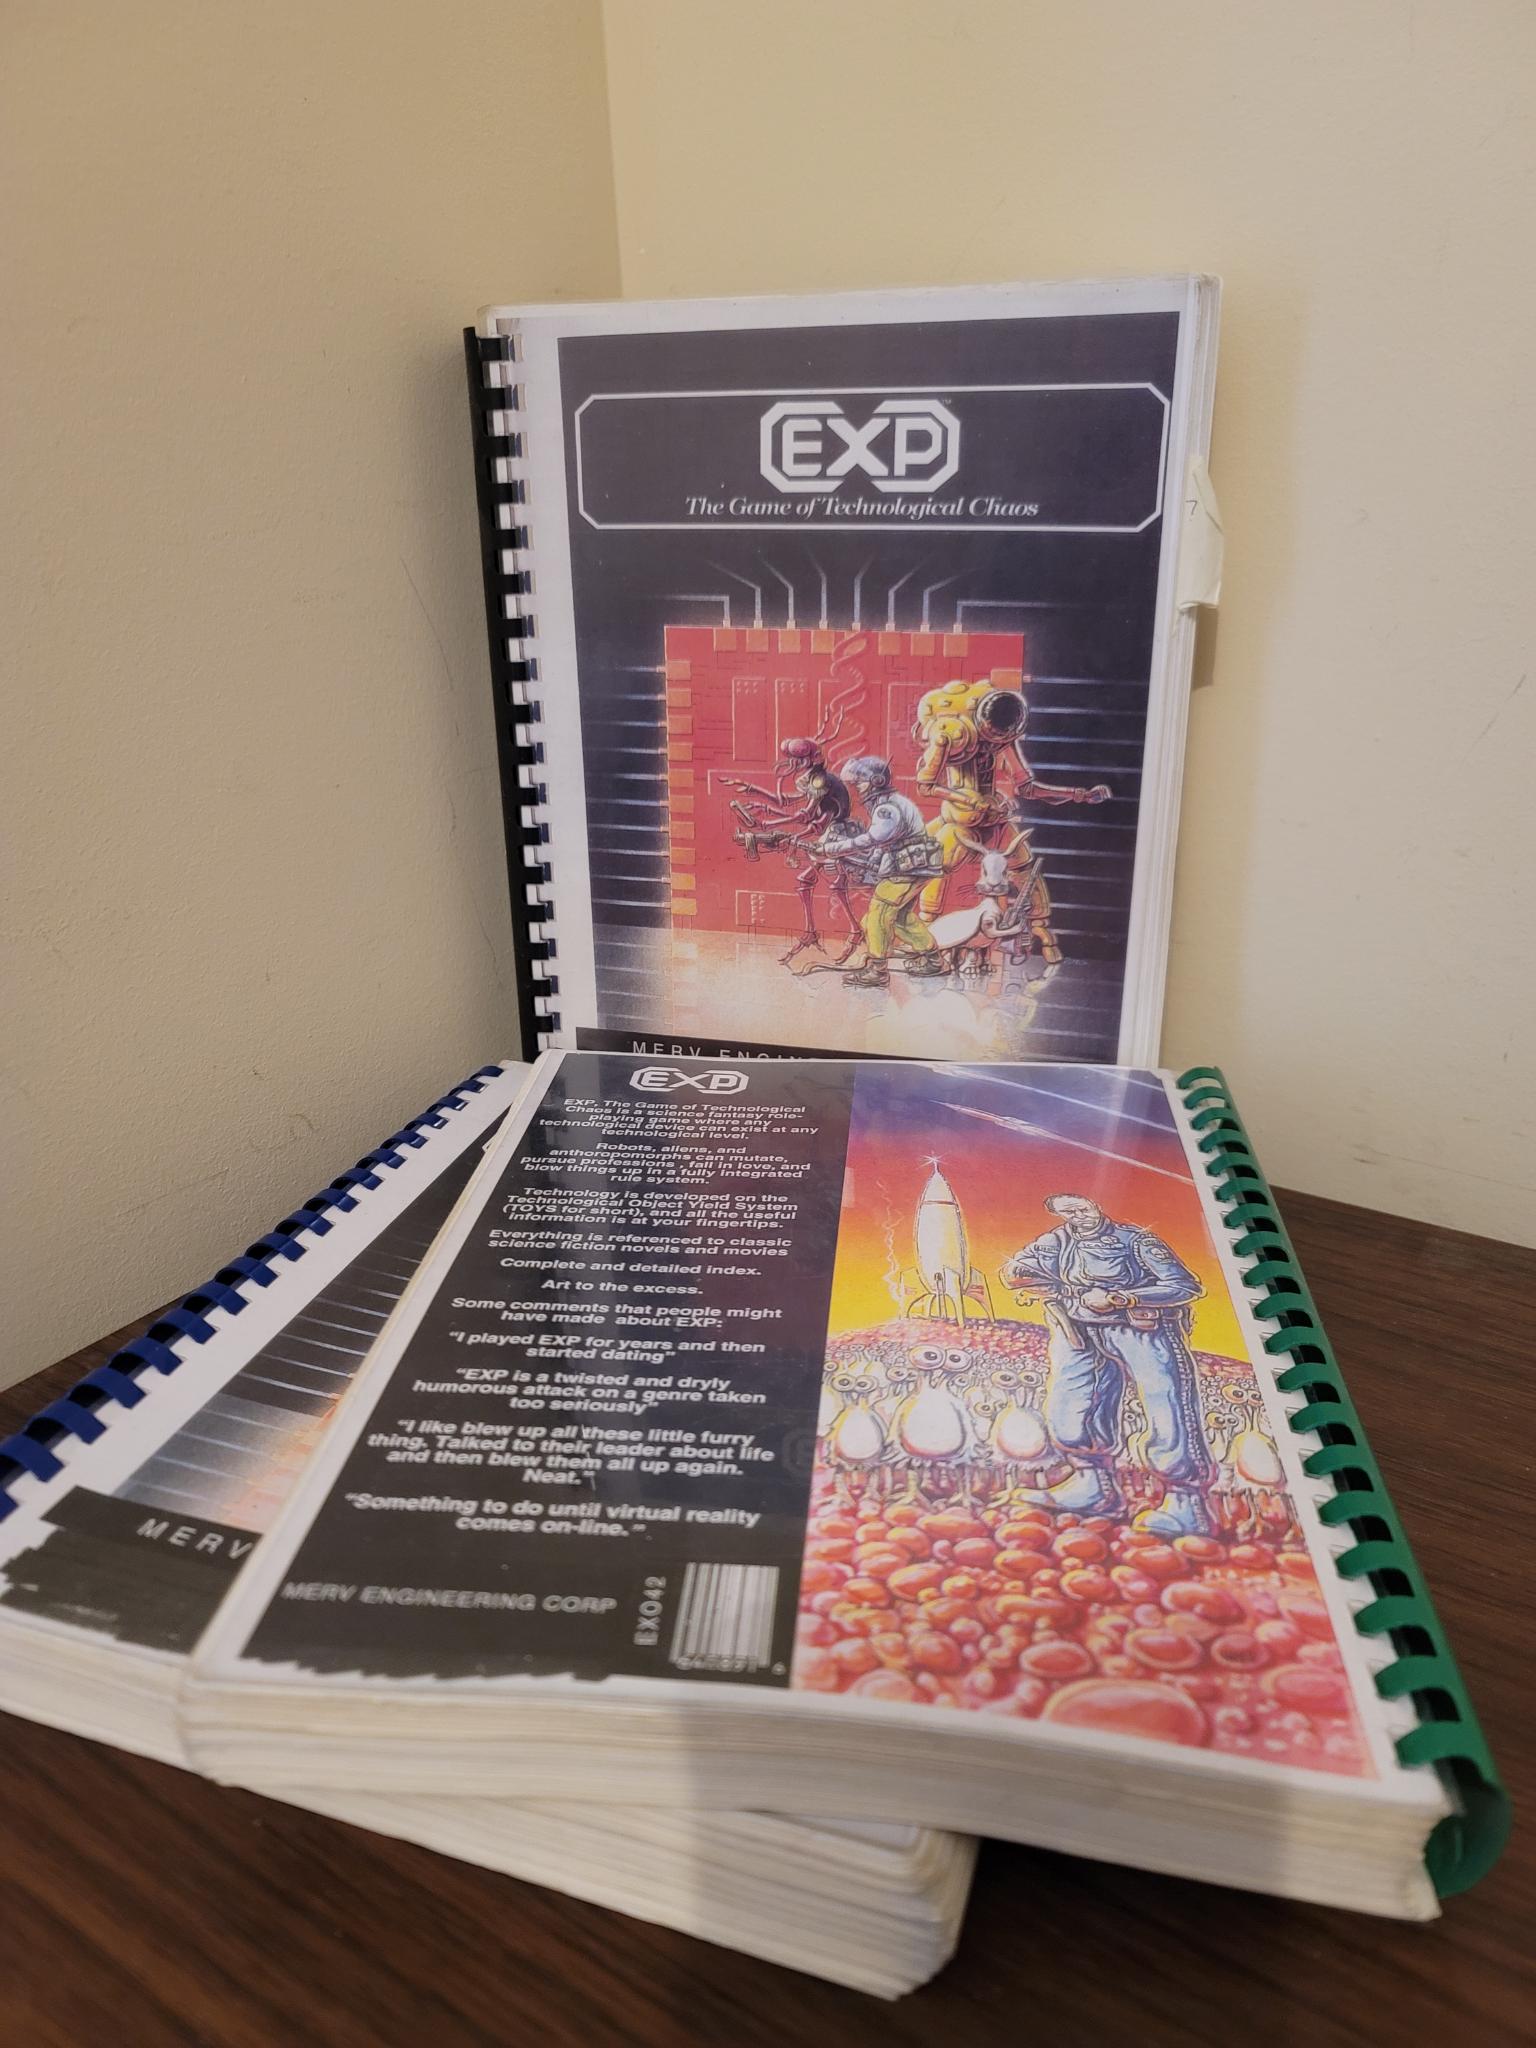 EXP
TM
The Game of Technological Chaos
7
MERV
EXP
EXP, The Game of Technological
Chaos is a science fantasy role-
playing game where any
technological device can exist at any
technological level.
Robots, aliens, and
anthoropomorphs can mutate,
pursue professions , fall in love, and
blow things up in a fully integrated
rule system.
Technology is developed on the
Technological Object Yield System
(TOYS for short), and all the useful
information is at your fingertips.
Everything is referenced to classic
science fiction novels and movies
Complete and detailed index.
Art to the excess.
Some comments that people might
have made about EXP:
"I played EXP for years and then
started dating"
"EXP is a twisted and dryly
humorous attack on a genre taken
too seriously"
"I like blew up all these little furry
thing. Talked to their leader about life
and then blew them all up again.
Neat."
"Something to do until virtual reality
comes on-line."
MERV ENGINEERING CORP
EXO42
MERV